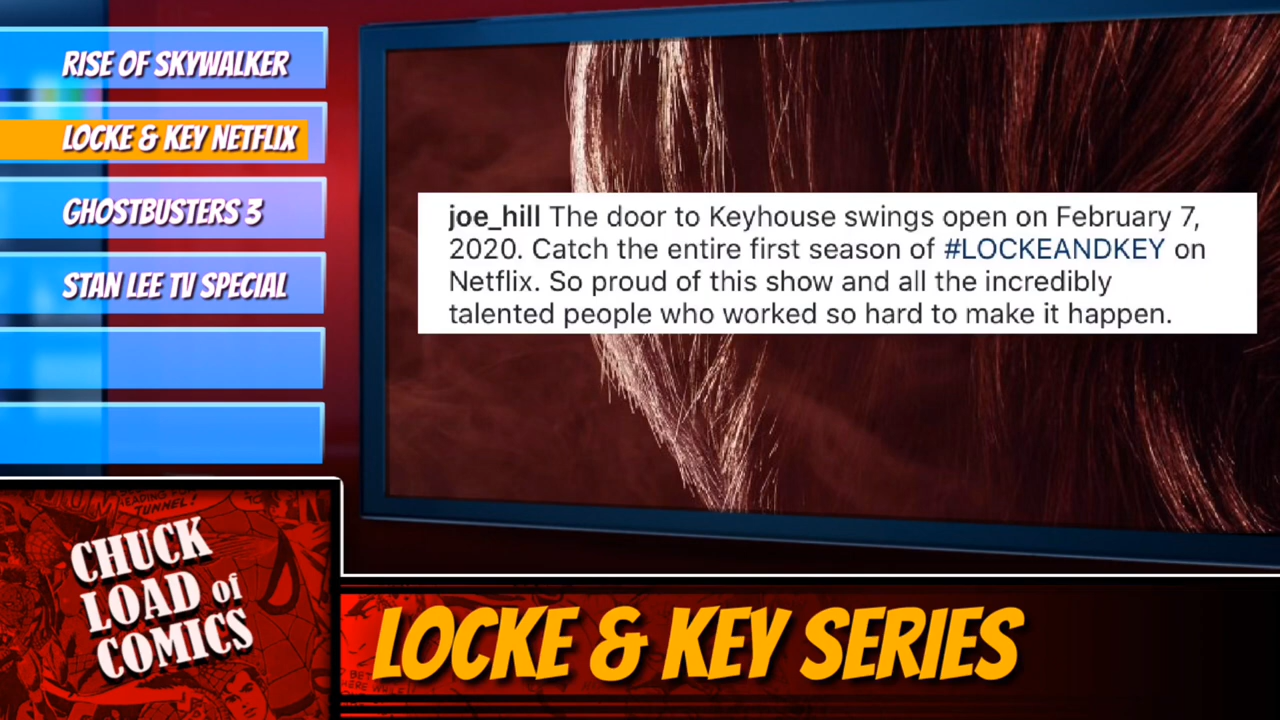 RISE OF SKYWALKER
LOCKE & KEY NETFLIX
GHOSTBUSTERS 3
STAN LEE TV SPECIAL
joe_hill The door to Keyhouse swings open on February 7,
2020. Catch the entire first season of #LOCKEANDKEY on
Netflix. So proud of this show and all the incredibly
talented people who worked so hard to make it happen.
TUNNEL!
CHUCK
LOAD of
COMICS
LOCKE & KEY SERIES